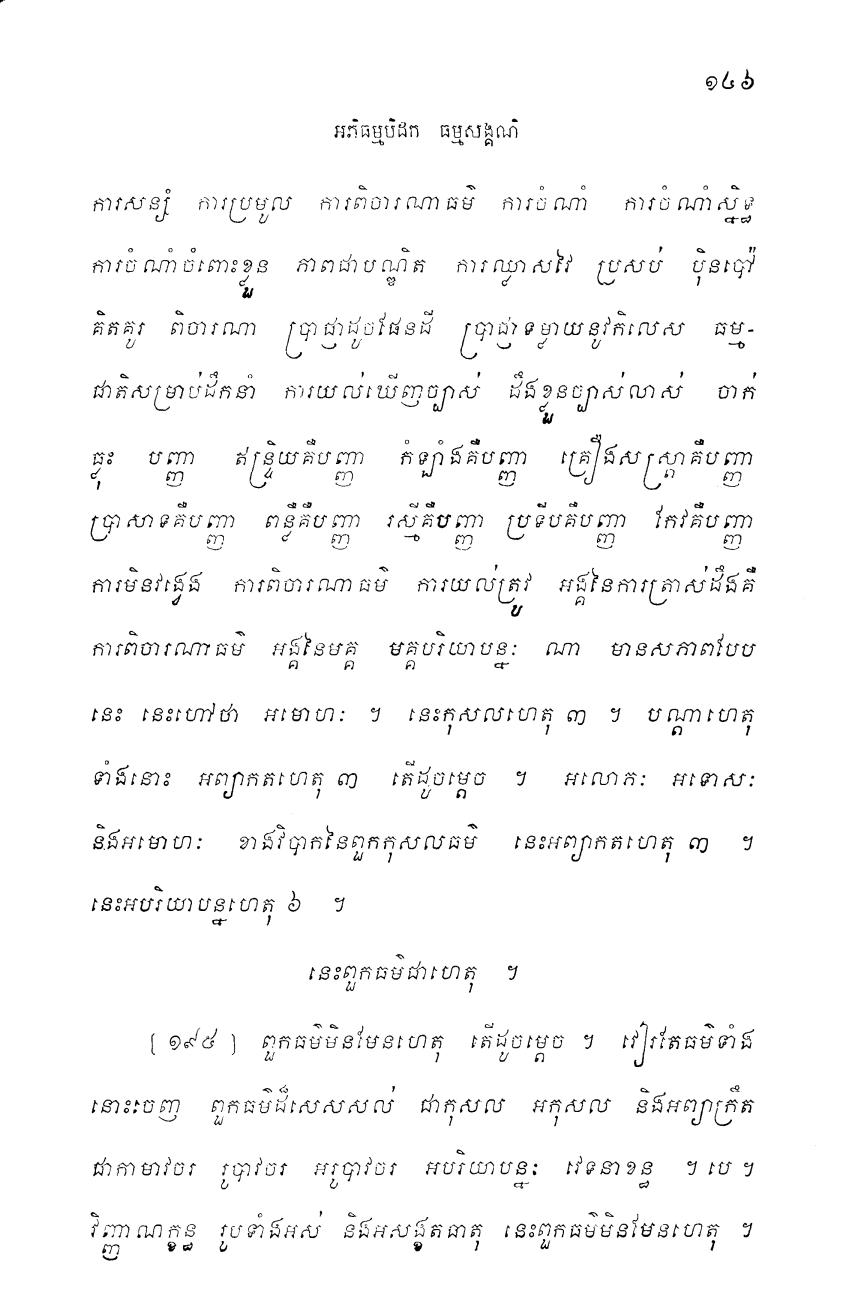 ១៤៦
អភិធម្មបិដក ធម្មសង្គណិ
ការសន្សំ ការប្រមូល ការពិចារណាធម៌ ការចំណាំ ការចំណាំស្និទ្ធ
ការចំណាំចំពោះខ្លួន ភាពជាបណ្ឌិត ការឈ្លាសវៃ ប្រសប់ ប៉ិនប៉ៅ
គិតគូរ ពិចារណា ប្រាជ្ញាដូចផែនដី ប្រាជ្ញាទម្លាយនូវកិលេស ធម្ម-
ជាតិសម្រាប់ដឹកនាំ ការយល់ឃើញច្បាស់ ដឹងខ្លួនច្បាស់លាស់ ចាក់
ធ្លុះ បញ្ញា ឥន្ទ្រិយគឺបញ្ញា កំឡាំងគឺបញ្ញា គ្រឿងសស្ត្រាគឺបញ្ញា
ប្រាសាទគឺបញ្ញា ពន្លឺគឺបញ្ញា រស្មីគឺបញ្ញា ប្រទីបគឺបញ្ញា កែវគឺបញ្ញា
ការមិនវង្វេង ការពិចារណាធម៌ ការយល់ត្រូវ អង្គនៃការត្រាស់ដឹងគឺ
ការពិចារណាធម៌ អង្គនៃមគ្គ មគ្គបរិយាបន្នៈ ណា មានសភាពបែប
នេះ នេះហៅថា អមោហៈ ។ នេះកុសលហេតុ ៣ ។ បណ្តាហេតុ
ទាំងនោះ អព្យាកតហេតុ ៣ តើដូចម្តេច ។ អលោភៈ អទោសៈ
និងអមោហៈ ខាងវិបាកនៃពួកកុសលធម៌ នេះអព្យាកតហេតុ ៣ ។
នេះអបរិយាបន្នហេតុ ៦ ។
នេះពួកធម៌ជាហេតុ ។
[ ១៩៤ ] ពួកធម៌មិនមែនហេតុ តើដូចម្តេច ។ វៀរតែធម៌ទាំង
នោះចេញ ពួកធម៌ដ៏សេសសល់ ជាកុសល អកុសល និងអព្យាក្រឹត
ជាកាមាវចរ រូបាវចរ អរូបាវចរ អបរិយាបន្នៈ វេទនាខន្ធ ។ បេ ។
វិញ្ញាណក្ខន្ធ រូបទាំងអស់ និងអសង្ខតធាតុ នេះពួកធម៌មិនមែនហេតុ ។